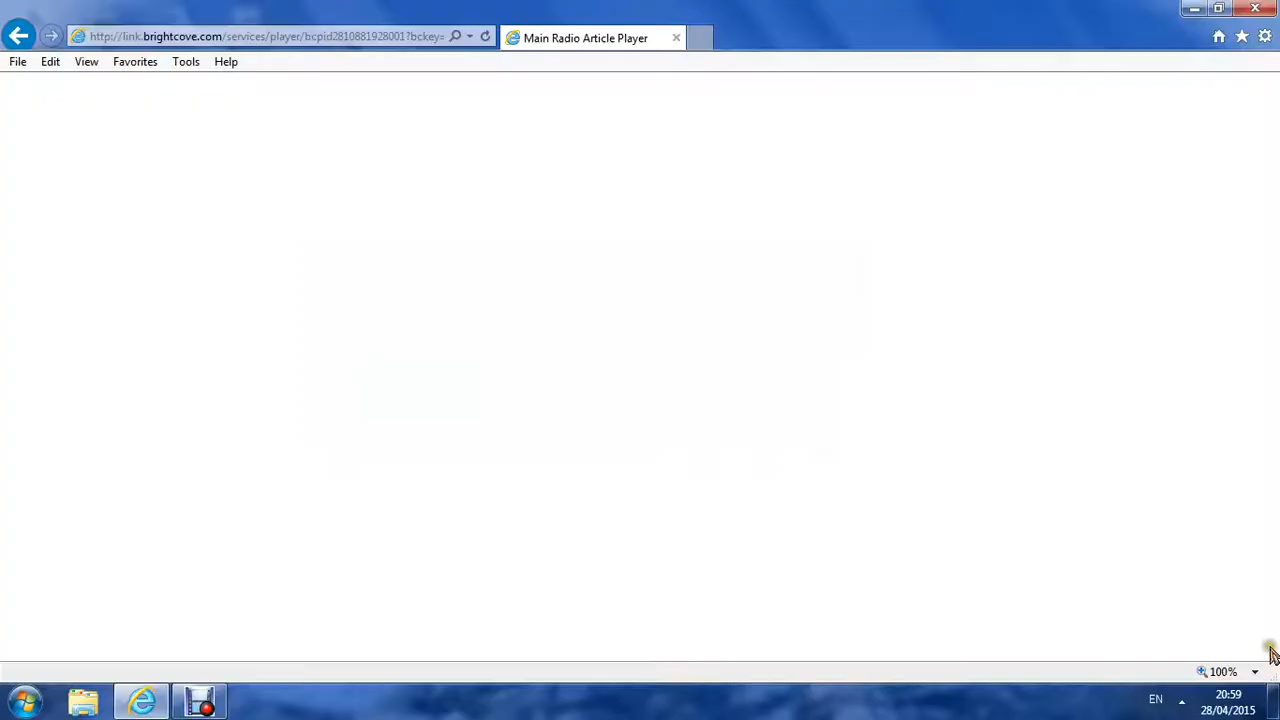 http://link.brightcove.com/services/player/bcpid2810881928001?bckey=
Main Radio Article Player
File Edit View Favorites Tools Help
100%
EN
20:59
28/04/2015